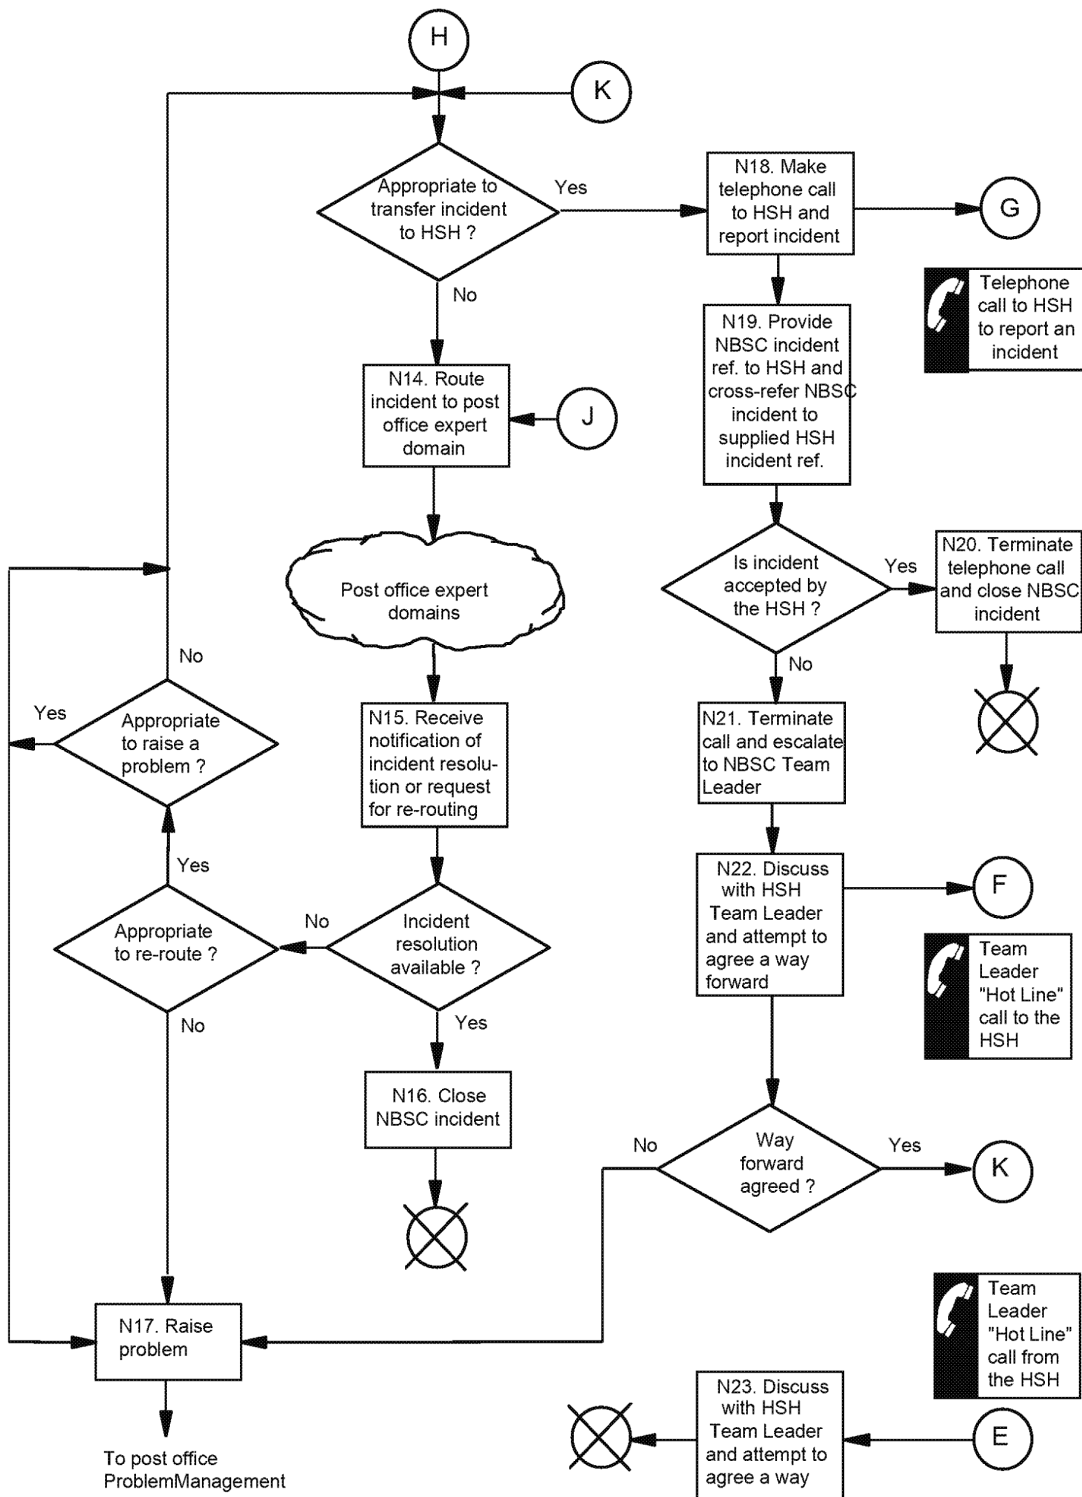 H
K
Appropriate to
transfer incident
to HSH ?
Yes
No
N18. Make
telephone call
to HSH and
report incident
G
Telephone
call to HSH
to report an
incident
N19. Provide
NBSC incident
ref. to HSH and
cross-refer NBSC
incident to
supplied HSH
incident ref.
N14. Route
incident to post
office expert
domain
J
Post office expert
domains
Is incident
accepted by
the HSH ?
Yes
No
N20. Terminate
telephone call
and close NBSC
incident
No
Yes
Appropriate
to raise a
problem ?
N15. Receive
notification of
incident resolu-
tion or request
for re-routing
N21. Terminate
call and escalate
to NBSC Team
Leader
Yes
Appropriate
to re-route ?
No
No
Incident
resolution
available ?
Yes
N22. Discuss
with HSH
Team Leader
and attempt to
agree a way
forward
F
Team
Leader
"Hot Line"
call to the
HSH
N16. Close
NBSC incident
No
Way
forward
agreed ?
Yes
K
N17. Raise
problem
Team
Leader
"Hot Line"
call from
the HSH
N23. Discuss
with HSH
Team Leader
and attempt to
agree a way
E
To post office
ProblemManagement